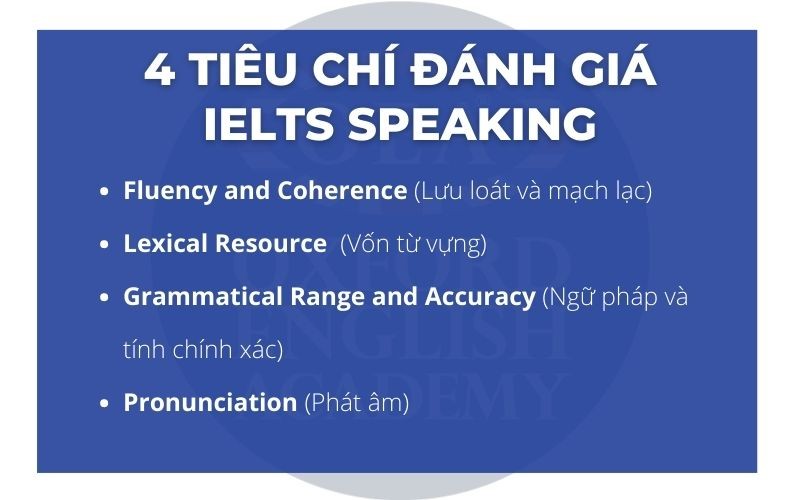 4 TIÊU CHÍ ĐÁNH GIÁ
IELTS SPEAKING
• Fluency and Coherence (Lưu loát và mạch lạc)
• Lexical Resource (Vốn từ vựng)
• Grammatical Range and Accuracy (Ngữ pháp và
tính chính xác)
• Pronunciation (Phát âm)
OEA
OXFORD
ENGLISH
ACADEMY